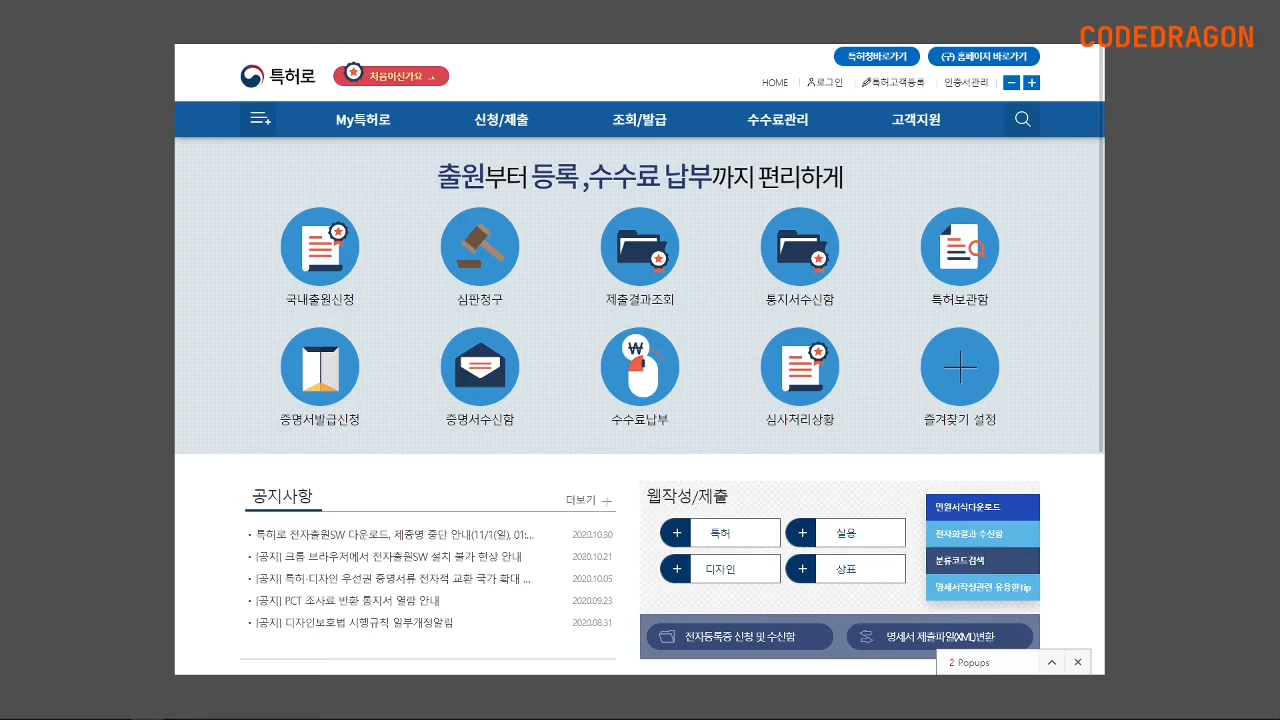 CODEDRAGON
특허청바로가기
(구) 홈페이지 바로가기
특허로
처음이신가요
HOME
로그인
특허고객등록
인증서관리
My특허로
신청/제출
조회/발급
수수료관리
고객지원
출원부터 등록 ,수수료 납부까지 편리하게
국내출원신청
심판청구
제출결과조회
통지서수신함
특허보관함
증명서발급신청
증명서수신함
₩
수수료납부
심사처리상황
즐겨찾기 설정
공지사항
더보기
특허로 전자출원SW 다운로드, 제증명 중단 안내(11/1(일), 01:... 2020.10.30
[공지] 크롬 브라우저에서 전자출원SW 설치 불가 현상 안내 2020.10.21
[공지] 특허·디자인 우선권 증명서류 전자적 교환 국가 확대 ... 2020.10.05
[공지] PCT 조사료 반환 통지서 열람 안내 2020.09.23
[공지] 디자인보호법 시행규칙 일부개정알림 2020.08.31
웹작성/제출
+ 특허
+ 실용
+ 디자인
+ 상표
민원서식다운로드
전자화결과 수신함
분류코드검색
명세서작성관련 유용한tip
전자등록증 신청 및 수신함
명세서 제출파일(XML)변환
2 Popups